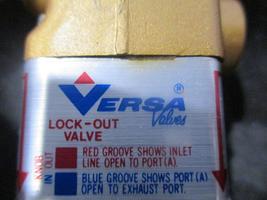 VERSA
Valves
LOCK-OUT
VALVE
KNOB
IN OUT
RED GROOVE SHOWS INLET
LINE OPEN TO PORT(A).
BLUE GROOVE SHOWS PORT(A)
OPEN TO EXHAUST PORT.